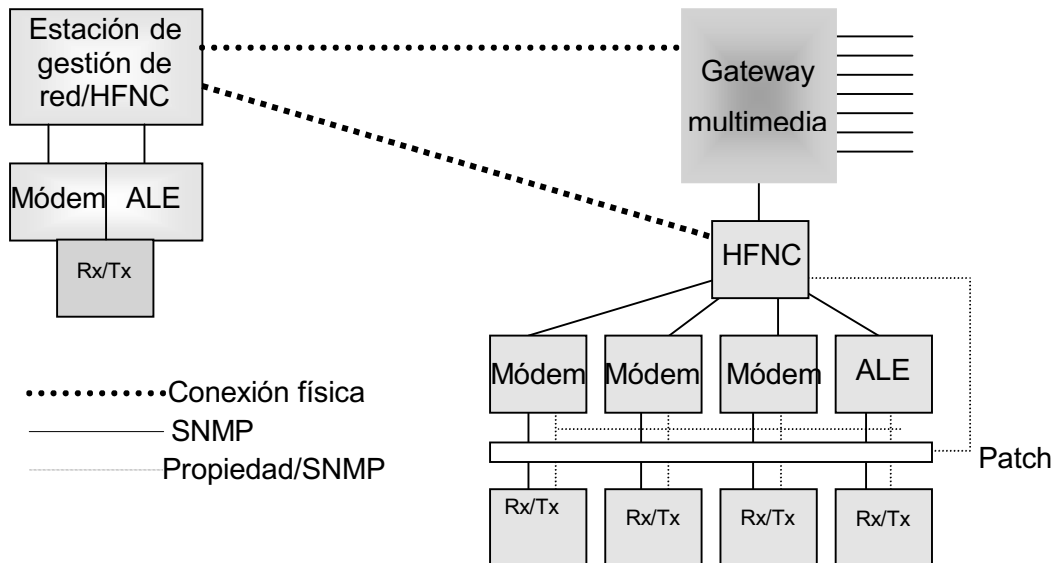 Estación de
gestión de
red/HFNC
Gateway
multimedia
Módem
ALE
Rx/Tx
HFNC
Módem
Módem
Módem
ALE
Conexión física
SNMP
Propiedad/SNMP
Patch
Rx/Tx
Rx/Tx
Rx/Tx
Rx/Tx